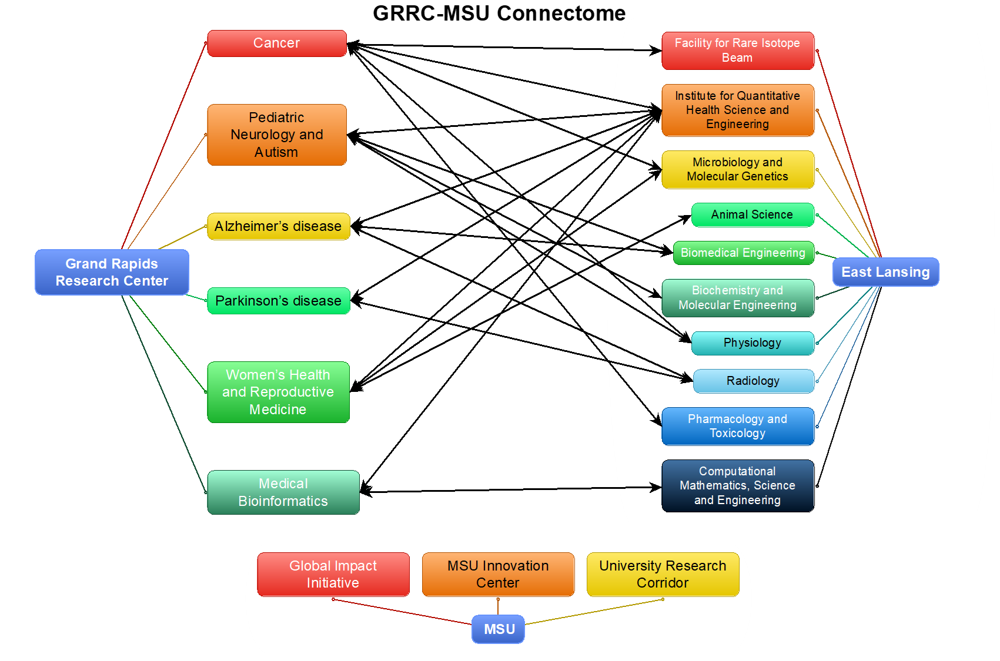 GRRC-MSU Connectome
Cancer
Pediatric
Neurology and
Autism
Alzheimer’s disease
Grand Rapids
Research Center
Parkinson’s disease
Women’s Health
and Reproductive
Medicine
Medical
Bioinformatics
Facility for Rare Isotope
Beam
Institute for Quantitative
Health Science and
Engineering
Microbiology and
Molecular Genetics
Animal Science
Biomedical Engineering
East Lansing
Biochemistry and
Molecular Engineering
Physiology
Radiology
Pharmacology and
Toxicology
Computational
Mathematics, Science
and Engineering
Global Impact
Initiative
MSU Innovation
Center
University Research
Corridor
MSU